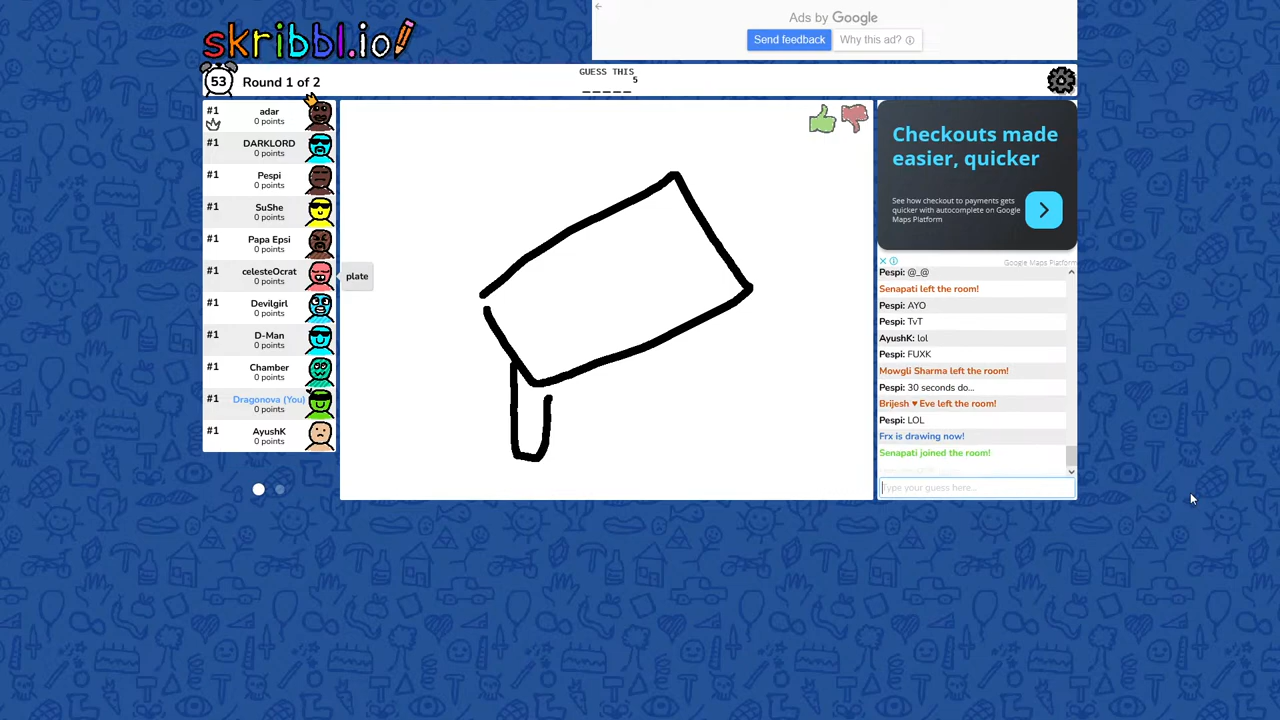 skribbl.io
Ads by Google
Send feedback
Why this ad?
53
Round 1 of 2
GUESS THIS
_____ 5
#1 adar
0 points
#1 DARKLORD
0 points
#1 Pespi
0 points
#1 SuShe
0 points
#1 Papa Epsi
0 points
#1 celesteOcrat
0 points
plate
#1 Devilgirl
0 points
#1 D-Man
0 points
#1 Chamber
0 points
#1 Dragonova (You)
0 points
#1 AyushK
0 points
Checkouts made
easier, quicker
See how checkout to payments gets
quicker with autocomplete on Google
Maps Platform
Google Maps Platform
Pespi: @_@
Senapati left the room!
Pespi: AYO
Pespi: TvT
AyushK: lol
Pespi: FUXK
Mowgli Sharma left the room!
Pespi: 30 seconds do...
Brijesh ♥ Eve left the room!
Pespi: LOL
Frx is drawing now!
Senapati joined the room!
Type your guess here...